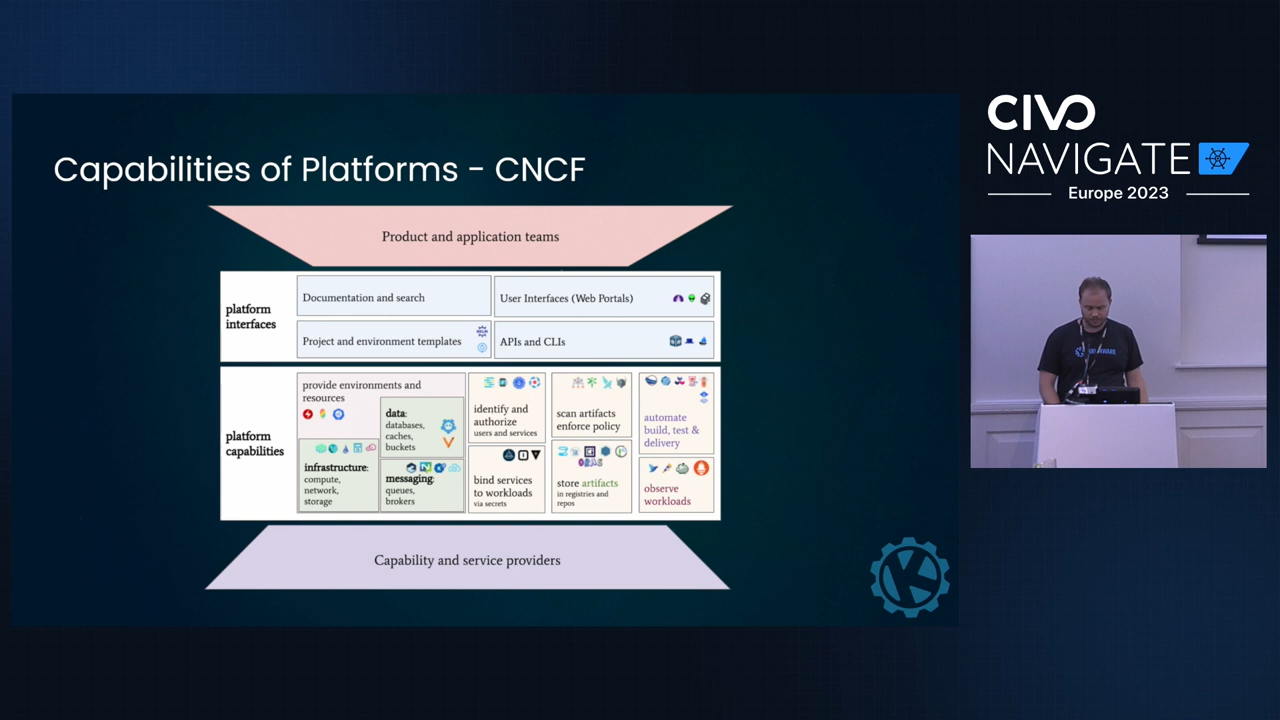 Capabilities of Platforms - CNCF
Product and application teams
platform
interfaces
Documentation and search
User Interfaces (Web Portals)
Project and environment templates
HELM
APIs and CLIs
platform
capabilities
provide environments and
resources
infrastructure:
compute,
network,
storage
data:
databases,
caches,
buckets
messaging:
queues,
brokers
identify and
authorize
users and services
bind services
to workloads
via secrets
scan artifacts
enforce policy
ORAS
store artifacts
in registries and
repos
automate
build, test &
delivery
observe
workloads
Capability and service providers
K
CIVO
NAVIGATE
Europe 2023